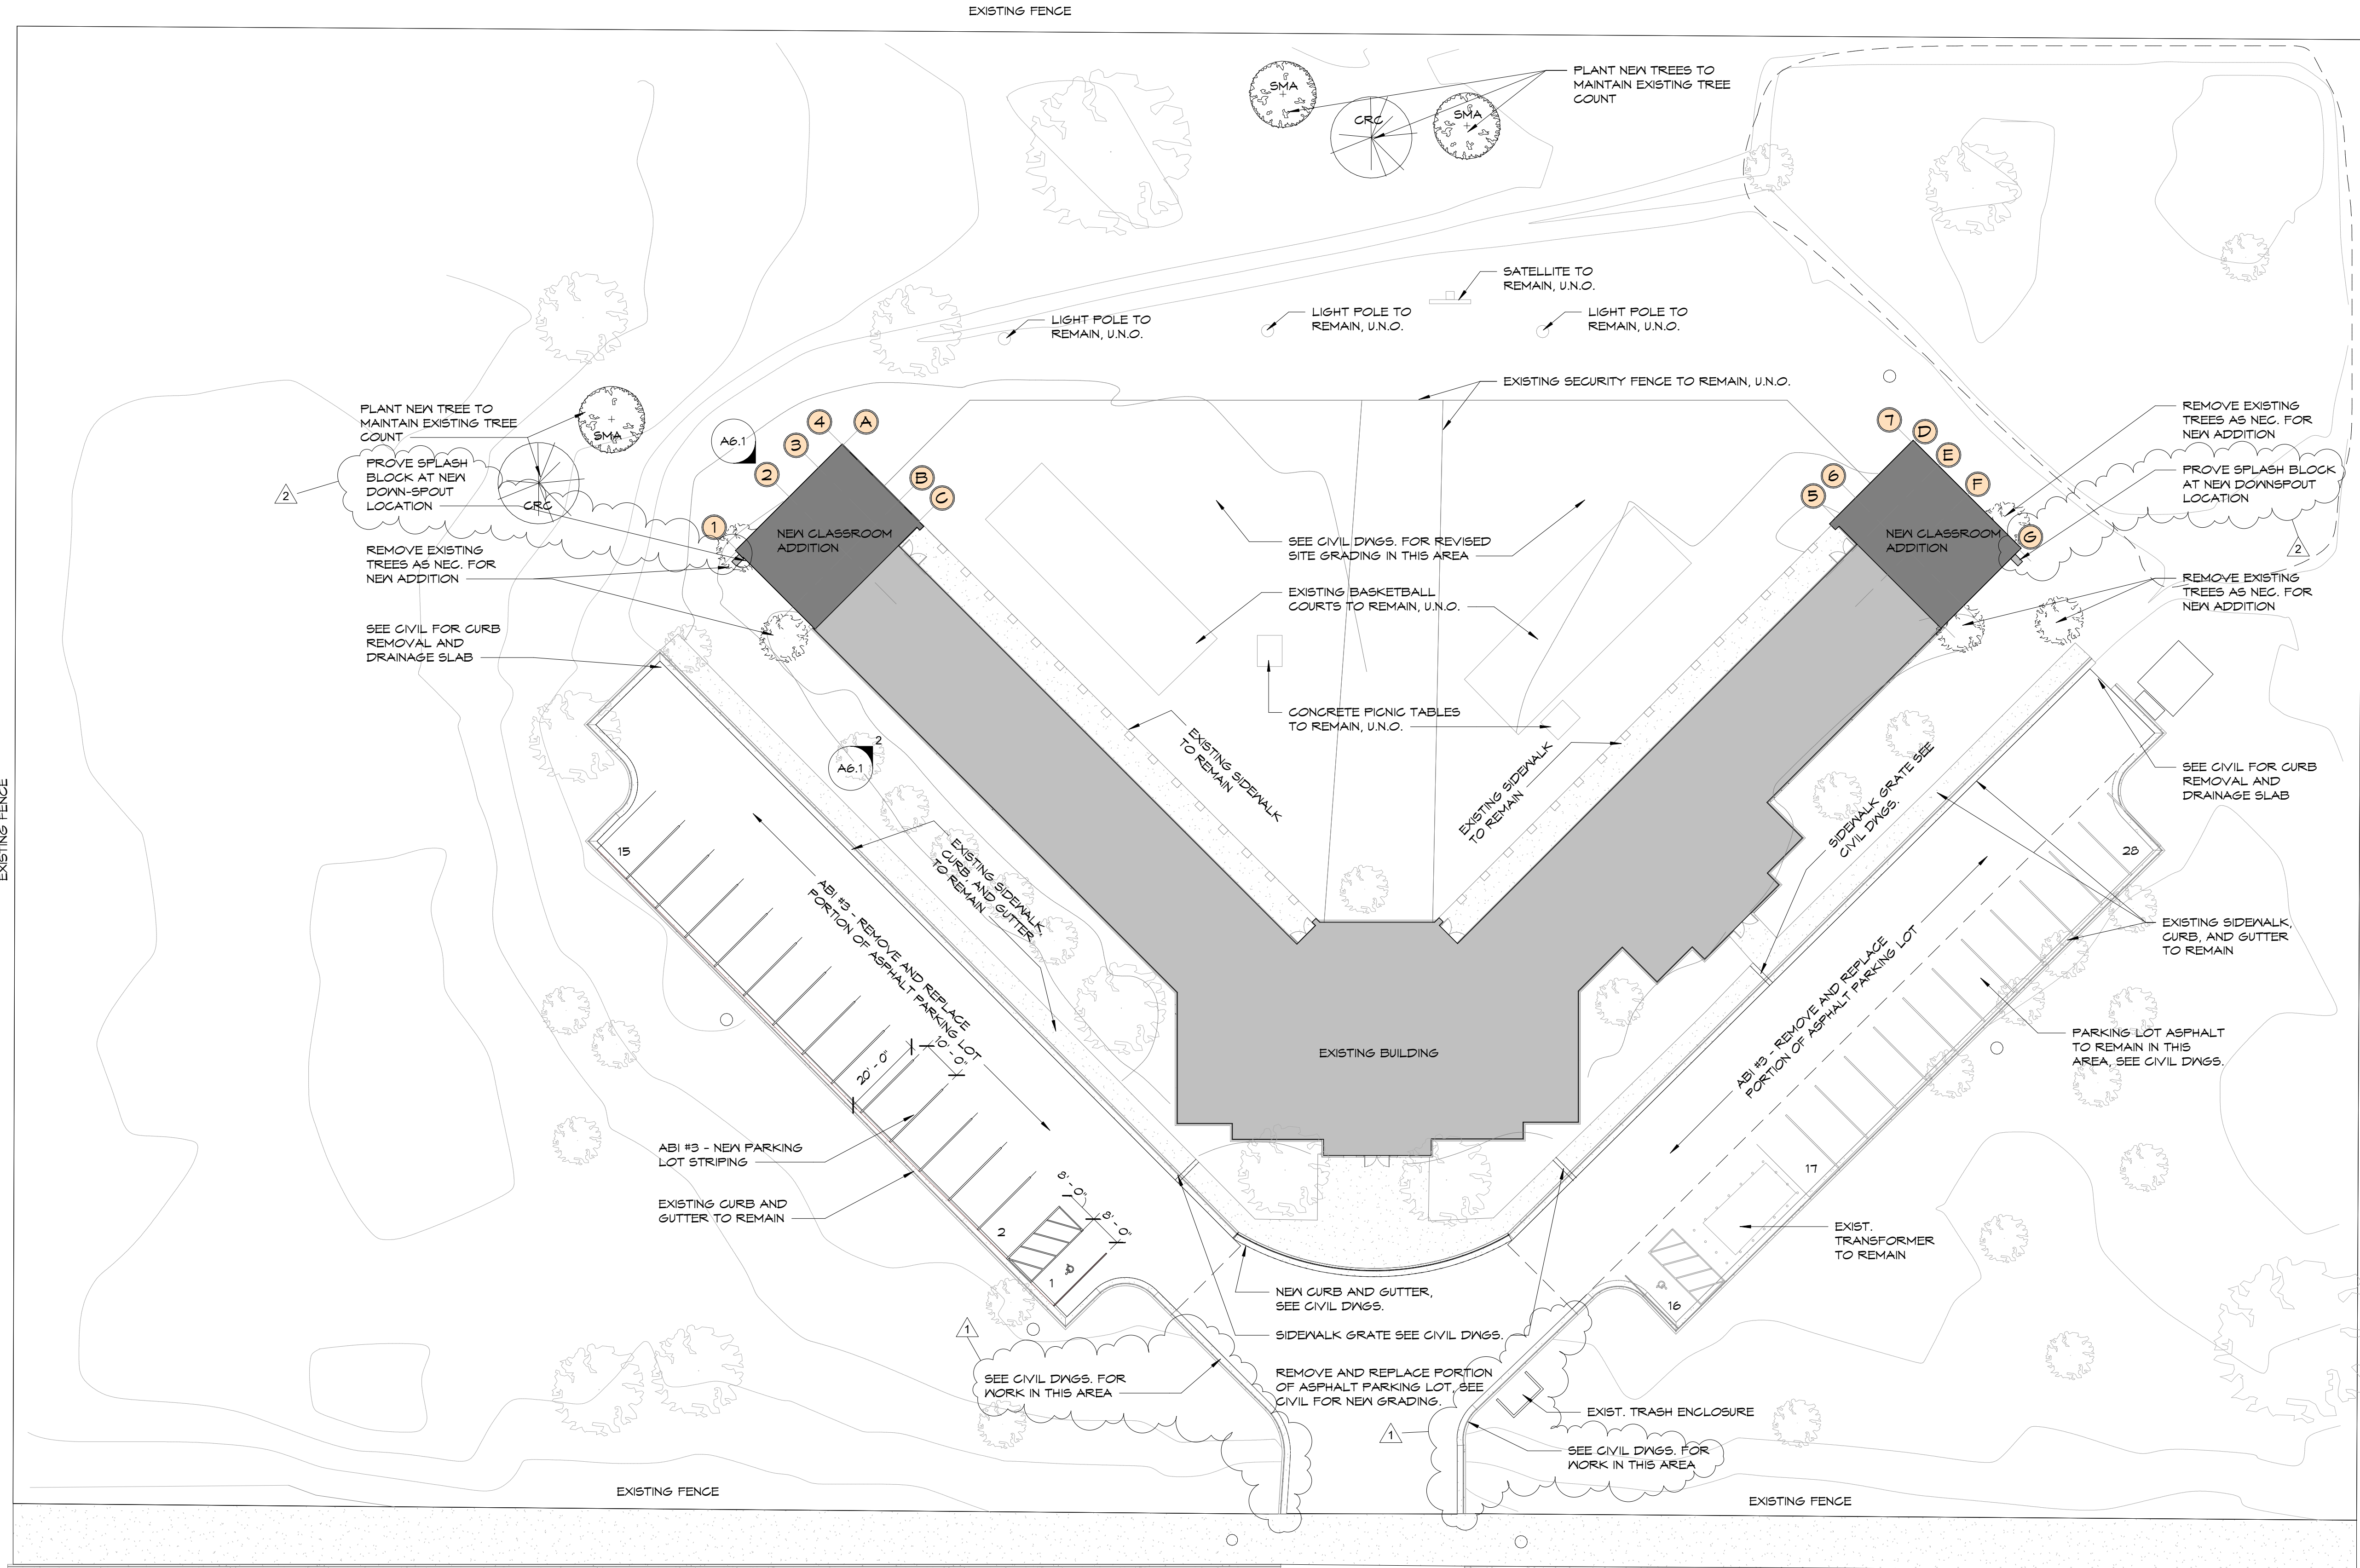 EXISTING FENCE
PLANT NEW TREES TO
MAINTAIN EXISTING TREE
COUNT
SMA
CRC
SMA
SATELLITE TO
REMAIN, U.N.O.
LIGHT POLE TO
REMAIN, U.N.O.
LIGHT POLE TO
REMAIN, U.N.O.
LIGHT POLE TO
REMAIN, U.N.O.
EXISTING SECURITY FENCE TO REMAIN, U.N.O.
PLANT NEW TREE TO
MAINTAIN EXISTING TREE
COUNT
SMA
CRC
PROVE SPLASH
BLOCK AT NEW
DOWN-SPOUT
LOCATION
2
REMOVE EXISTING
TREES AS NEC. FOR
NEW ADDITION
SEE CIVIL FOR CURB
REMOVAL AND
DRAINAGE SLAB
A6.1
4
A
3
2
B
C
1
NEW CLASSROOM
ADDITION
7
D
E
6
F
5
G
NEW CLASSROOM
ADDITION
REMOVE EXISTING
TREES AS NEC. FOR
NEW ADDITION
PROVE SPLASH BLOCK
AT NEW DOWNSPOUT
LOCATION
2
REMOVE EXISTING
TREES AS NEC. FOR
NEW ADDITION
SEE CIVIL DWGS. FOR REVISED
SITE GRADING IN THIS AREA
EXISTING BASKETBALL
COURTS TO REMAIN, U.N.O.
CONCRETE PICNIC TABLES
TO REMAIN, U.N.O.
EXISTING SIDEWALK
TO REMAIN
EXISTING SIDEWALK
TO REMAIN
SIDEWALK GRATE SEE
CIVIL DWGS.
SEE CIVIL FOR CURB
REMOVAL AND
DRAINAGE SLAB
EXISTING FENCE
A6.1
2
15
EXISTING SIDEWALK,
CURB, AND GUTTER
TO REMAIN
ABI #3 - REMOVE AND REPLACE
PORTION OF ASPHALT PARKING LOT
28
EXISTING SIDEWALK,
CURB, AND GUTTER
TO REMAIN
ABI #3 - REMOVE AND REPLACE
PORTION OF ASPHALT PARKING LOT
PARKING LOT ASPHALT
TO REMAIN IN THIS
AREA, SEE CIVIL DWGS.
EXISTING BUILDING
20' - 0"
10' - 0"
ABI #3 - NEW PARKING
LOT STRIPING
EXISTING CURB AND
GUTTER TO REMAIN
8' - 0"
8' - 0"
2
1
17
EXIST.
TRANSFORMER
TO REMAIN
16
NEW CURB AND GUTTER,
SEE CIVIL DWGS.
SIDEWALK GRATE SEE CIVIL DWGS.
1
SEE CIVIL DWGS. FOR
WORK IN THIS AREA
REMOVE AND REPLACE PORTION
OF ASPHALT PARKING LOT, SEE
CIVIL FOR NEW GRADING.
EXIST. TRASH ENCLOSURE
1
SEE CIVIL DWGS. FOR
WORK IN THIS AREA
EXISTING FENCE
EXISTING FENCE